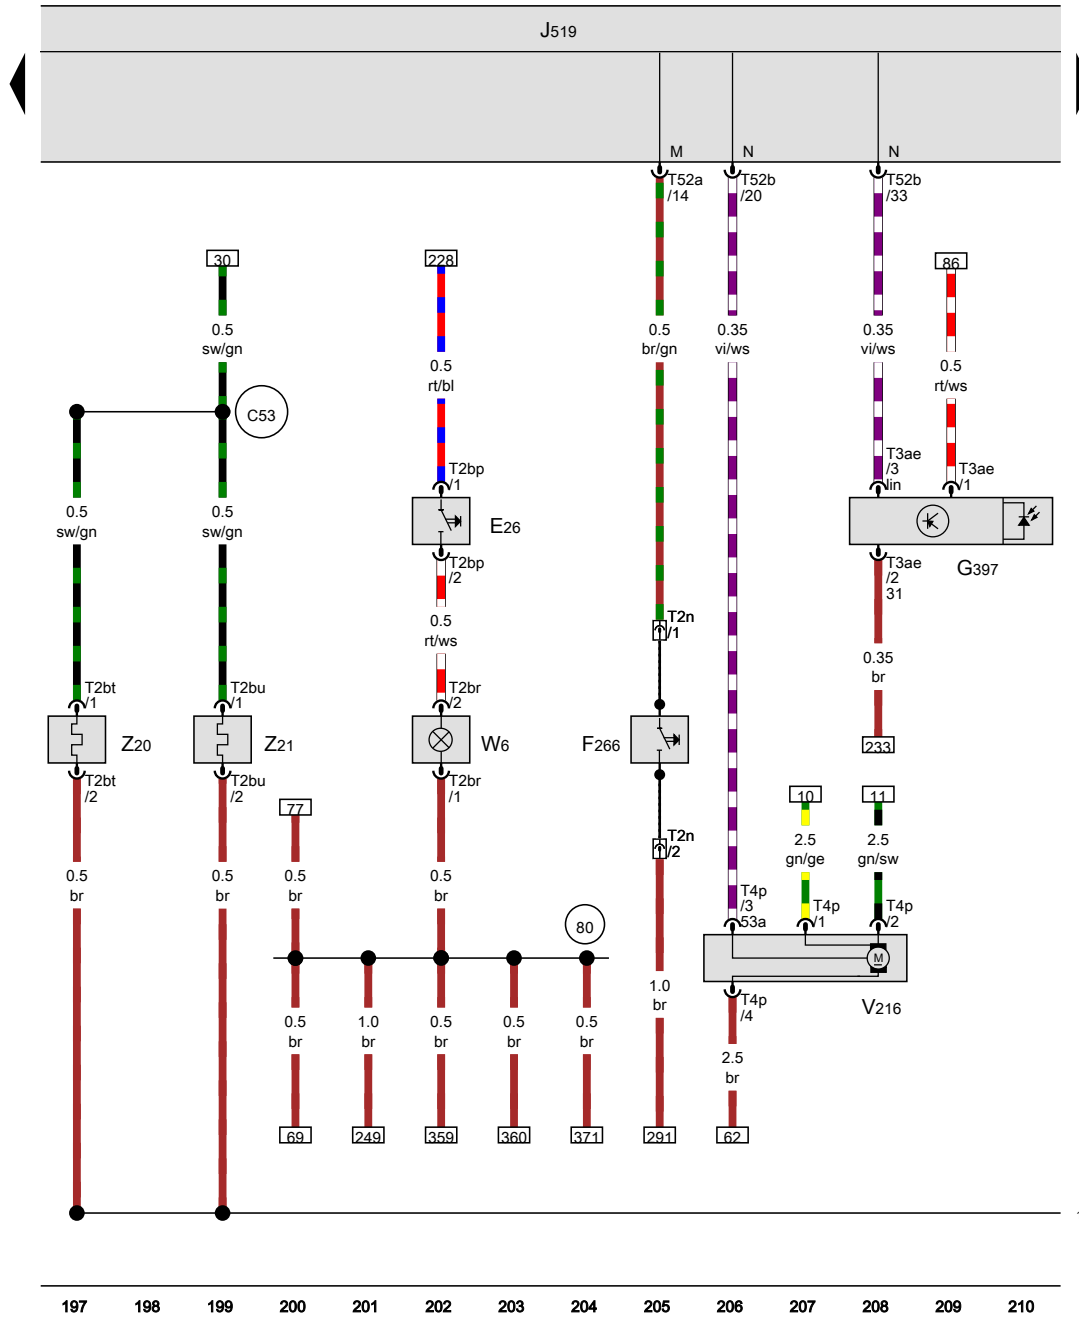 J519
M
N
N
T52a
/14
T52b
/20
T52b
/33
30
228
86
0.5
sw/gn
0.5
rt/bl
0.5
br/gn
0.35
vi/ws
0.35
vi/ws
0.5
rt/ws
C53
T2bp
/1
T3ae
/3
lin
T3ae
/1
0.5
sw/gn
0.5
sw/gn
E26
T2bp
/2
T3ae
/2
31
G397
0.5
rt/ws
T2n
/1
0.35
br
T2bt
/1
T2bu
/1
T2br
/2
Z20
Z21
W6
F266
233
T2bt
/2
T2bu
/2
T2br
/1
77
10
11
T2n
/2
2.5
gn/ge
2.5
gn/sw
0.5
br
0.5
br
0.5
br
0.5
br
T4p
/3
53a
T4p
/1
T4p
/2
80
M
1.0
br
T4p
/4
V216
0.5
br
1.0
br
0.5
br
0.5
br
0.5
br
2.5
br
69
249
359
360
371
291
62
197 198 199 200 201 202 203 204 205 206 207 208 209 210